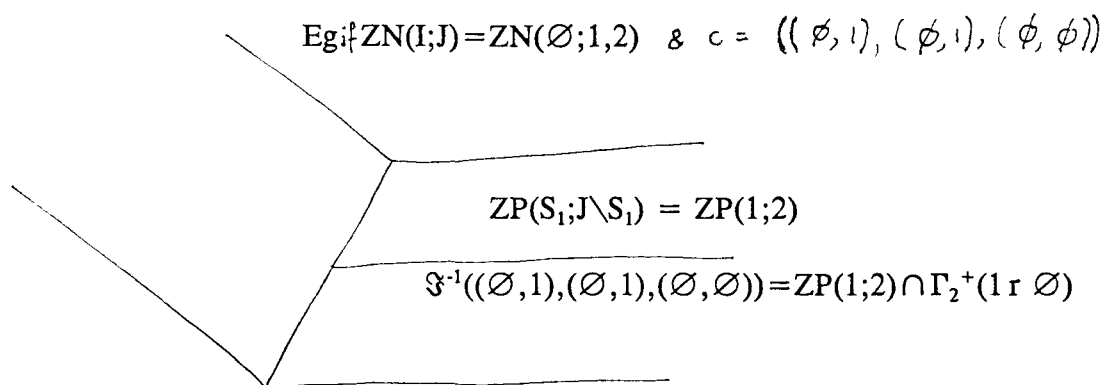 Eg if ZN(I;J)=ZN(∅;1,2) & c = ((∅,1), (∅,1), (∅,∅))
ZP(S₁;J\S₁) = ZP(1;2)
ℑ⁻¹((∅,1),(∅,1),(∅,∅))=ZP(1;2)∩Γ₂⁺(1 r ∅)